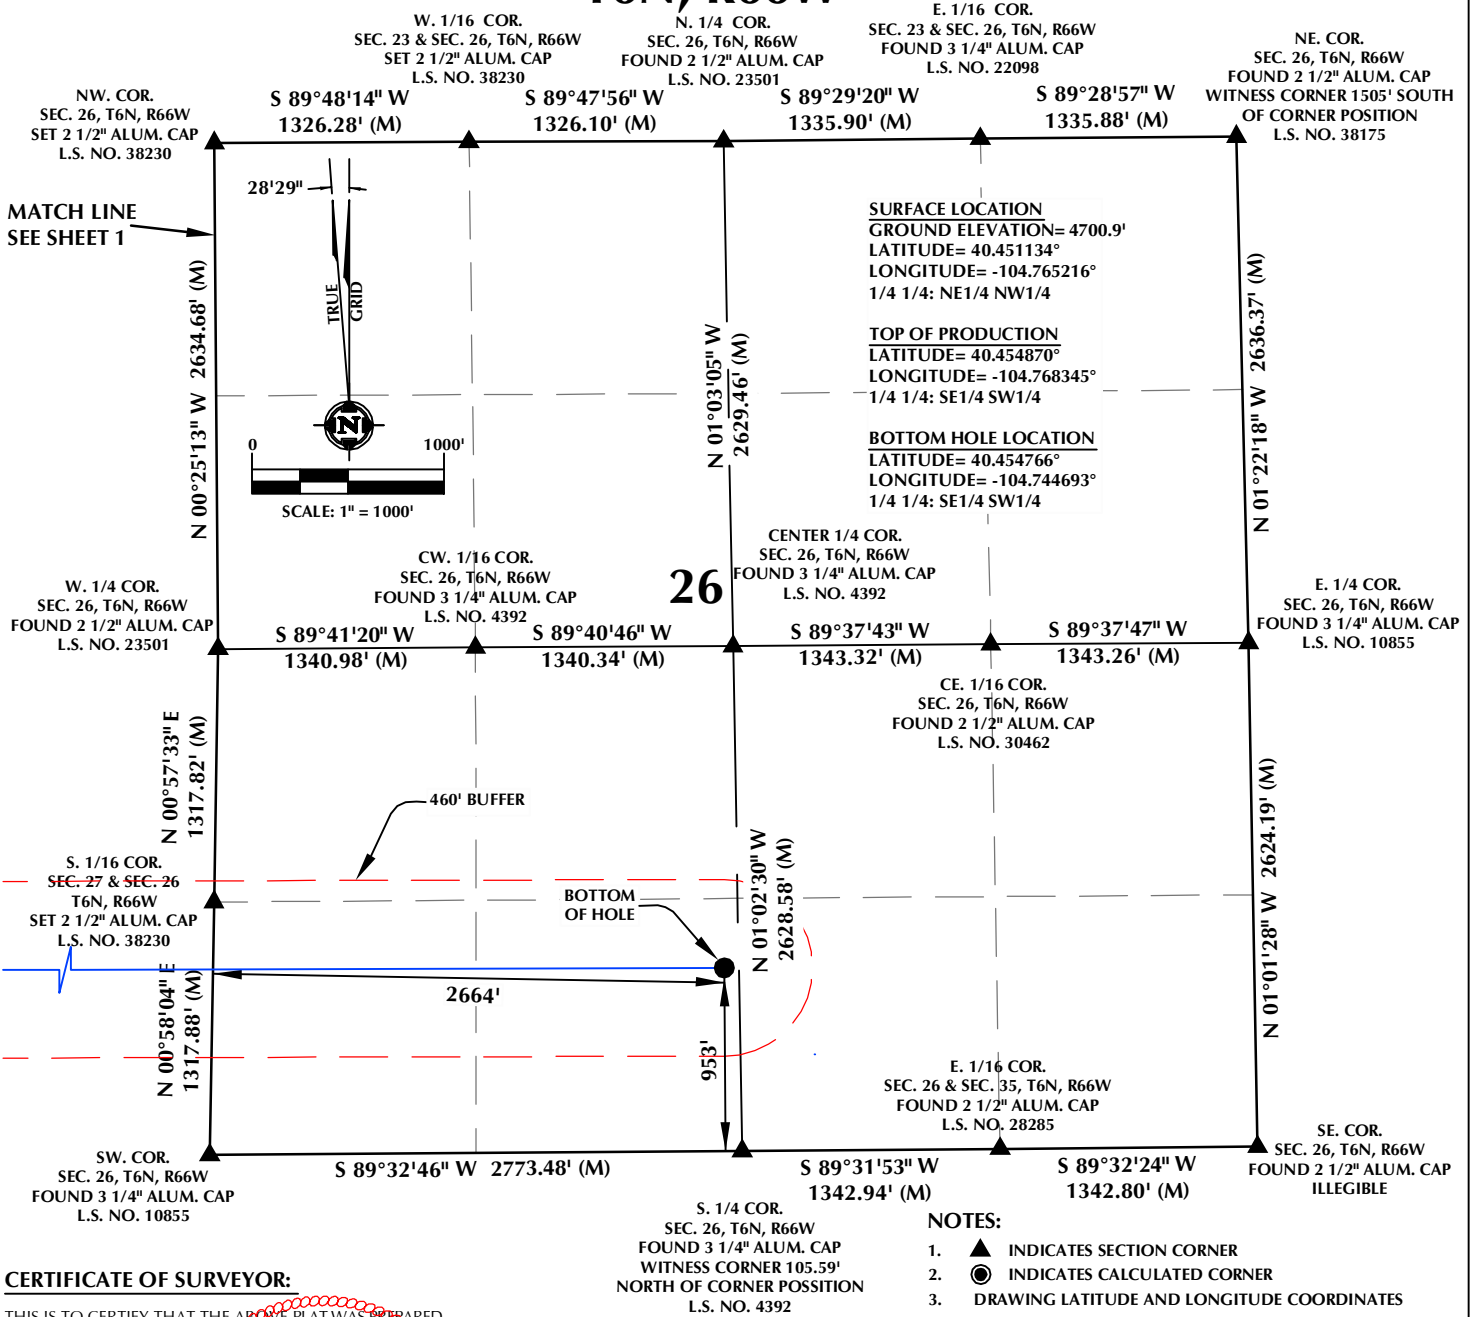 T6N, R66W
W. 1/16 COR.
SEC. 23 & SEC. 26, T6N, R66W
SET 2 1/2" ALUM. CAP
L.S. NO. 38230
N. 1/4 COR.
SEC. 26, T6N, R66W
FOUND 2 1/2" ALUM. CAP
L.S. NO. 23501
E. 1/16 COR.
SEC. 23 & SEC. 26, T6N, R66W
FOUND 3 1/4" ALUM. CAP
L.S. NO. 22098
NE. COR.
SEC. 26, T6N, R66W
FOUND 2 1/2" ALUM. CAP
WITNESS CORNER 1505' SOUTH
OF CORNER POSITION
L.S. NO. 38175
NW. COR.
SEC. 26, T6N, R66W
SET 2 1/2" ALUM. CAP
L.S. NO. 38230
S 89°48'14" W
1326.28' (M)
S 89°47'56" W
1326.10' (M)
S 89°29'20" W
1335.90' (M)
S 89°28'57" W
1335.88' (M)
MATCH LINE
SEE SHEET 1
28'29"
TRUE
GRID
N
0 1000'
SCALE: 1" = 1000'
N 00°25'13" W 2634.68' (M)
N 01°03'05" W
2629.46' (M)
SURFACE LOCATION
GROUND ELEVATION= 4700.9'
LATITUDE= 40.451134°
LONGITUDE= -104.765216°
1/4 1/4: NE1/4 NW1/4
TOP OF PRODUCTION
LATITUDE= 40.454870°
LONGITUDE= -104.768345°
1/4 1/4: SE1/4 SW1/4
BOTTOM HOLE LOCATION
LATITUDE= 40.454766°
LONGITUDE= -104.744693°
1/4 1/4: SE1/4 SW1/4
N 01°22'18" W 2636.37' (M)
W. 1/4 COR.
SEC. 26, T6N, R66W
FOUND 2 1/2" ALUM. CAP
L.S. NO. 23501
CW. 1/16 COR.
SEC. 26, T6N, R66W
FOUND 3 1/4" ALUM. CAP
L.S. NO. 4392
26
CENTER 1/4 COR.
SEC. 26, T6N, R66W
FOUND 3 1/4" ALUM. CAP
L.S. NO. 4392
E. 1/4 COR.
SEC. 26, T6N, R66W
FOUND 3 1/4" ALUM. CAP
L.S. NO. 10855
S 89°41'20" W
1340.98' (M)
S 89°40'46" W
1340.34' (M)
S 89°37'43" W
1343.32' (M)
S 89°37'47" W
1343.26' (M)
CE. 1/16 COR.
SEC. 26, T6N, R66W
FOUND 2 1/2" ALUM. CAP
L.S. NO. 30462
N 00°57'33" E
1317.82' (M)
460' BUFFER
S. 1/16 COR.
SEC. 27 & SEC. 26
T6N, R66W
SET 2 1/2" ALUM. CAP
L.S. NO. 38230
BOTTOM
OF HOLE
N 01°02'30" W
2628.58' (M)
N 01°01'28" W 2624.19' (M)
N 00°58'04" E
1317.88' (M)
2664'
953'
E. 1/16 COR.
SEC. 26 & SEC. 35, T6N, R66W
FOUND 2 1/2" ALUM. CAP
L.S. NO. 28285
SW. COR.
SEC. 26, T6N, R66W
FOUND 3 1/4" ALUM. CAP
L.S. NO. 10855
S 89°32'46" W 2773.48' (M)
S 89°31'53" W
1342.94' (M)
S 89°32'24" W
1342.80' (M)
SE. COR.
SEC. 26, T6N, R66W
FOUND 2 1/2" ALUM. CAP
ILLEGIBLE
S. 1/4 COR.
SEC. 26, T6N, R66W
FOUND 3 1/4" ALUM. CAP
WITNESS CORNER 105.59'
NORTH OF CORNER POSSITION
L.S. NO. 4392
NOTES:
1. INDICATES SECTION CORNER
2. INDICATES CALCULATED CORNER
3. DRAWING LATITUDE AND LONGITUDE COORDINATES
CERTIFICATE OF SURVEYOR:
THIS IS TO CERTIFY THAT THE ABOVE PLAT WAS PREPARED